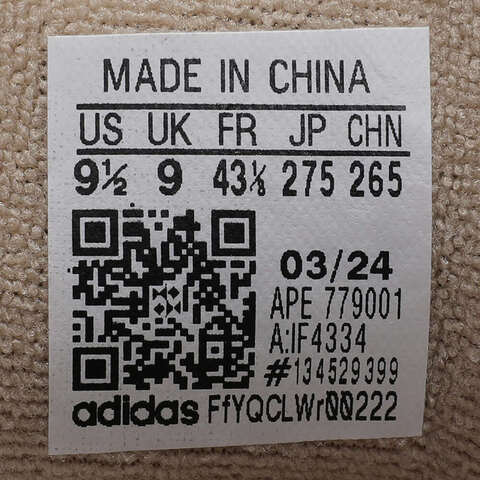 MADE IN CHINA
US UK FR JP CHN
9½ 9 43⅓ 275 265
03/24
APE 779001
A:IF4334
#134529399
adidas FfYQCLWr00222